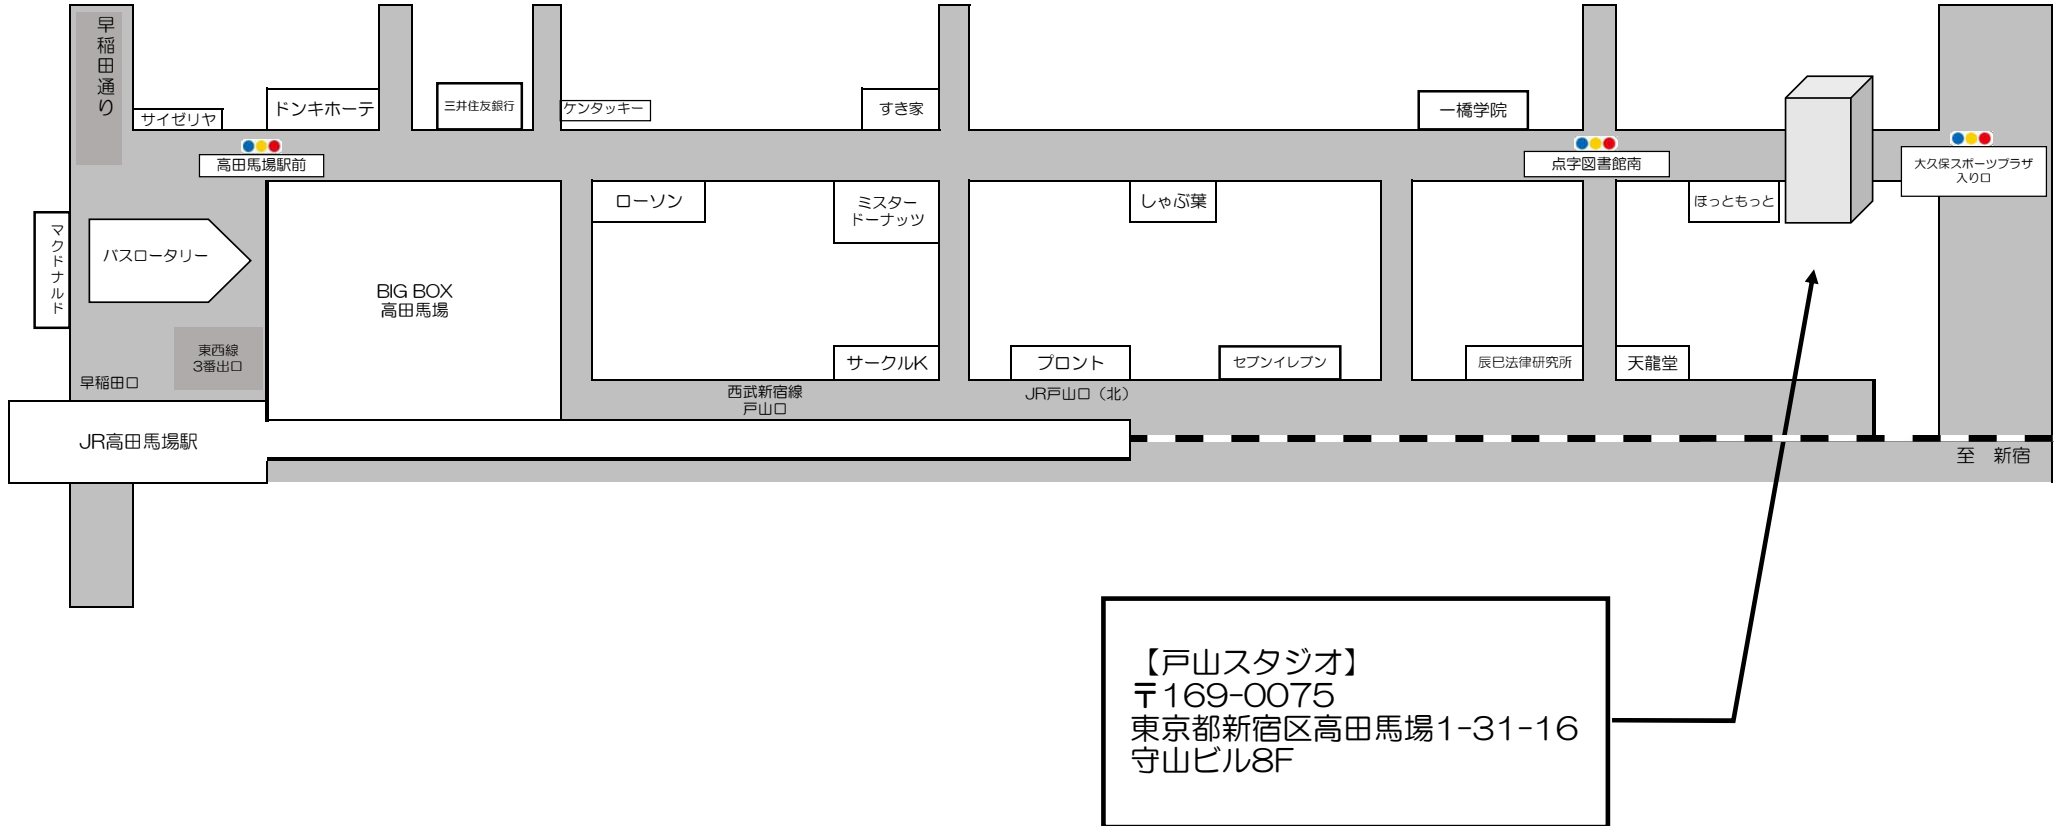 早稲田通り
サイゼリヤ
ドンキホーテ
三井住友銀行
ケンタッキー
すき家
一橋学院
高田馬場駅前
点字図書館南
大久保スポーツプラザ
入り口
マクドナルド
バスロータリー
BIG BOX
高田馬場
ローソン
ミスター
ドーナッツ
しゃぶ葉
ほっともっと
東西線
3番出口
早稲田口
サークルK
プロント
セブンイレブン
辰巳法律研究所
天龍堂
西武新宿線
戸山口
JR戸山口（北）
JR高田馬場駅
至　新宿
【戸山スタジオ】
〒169-0075
東京都新宿区高田馬場1-31-16
守山ビル8F